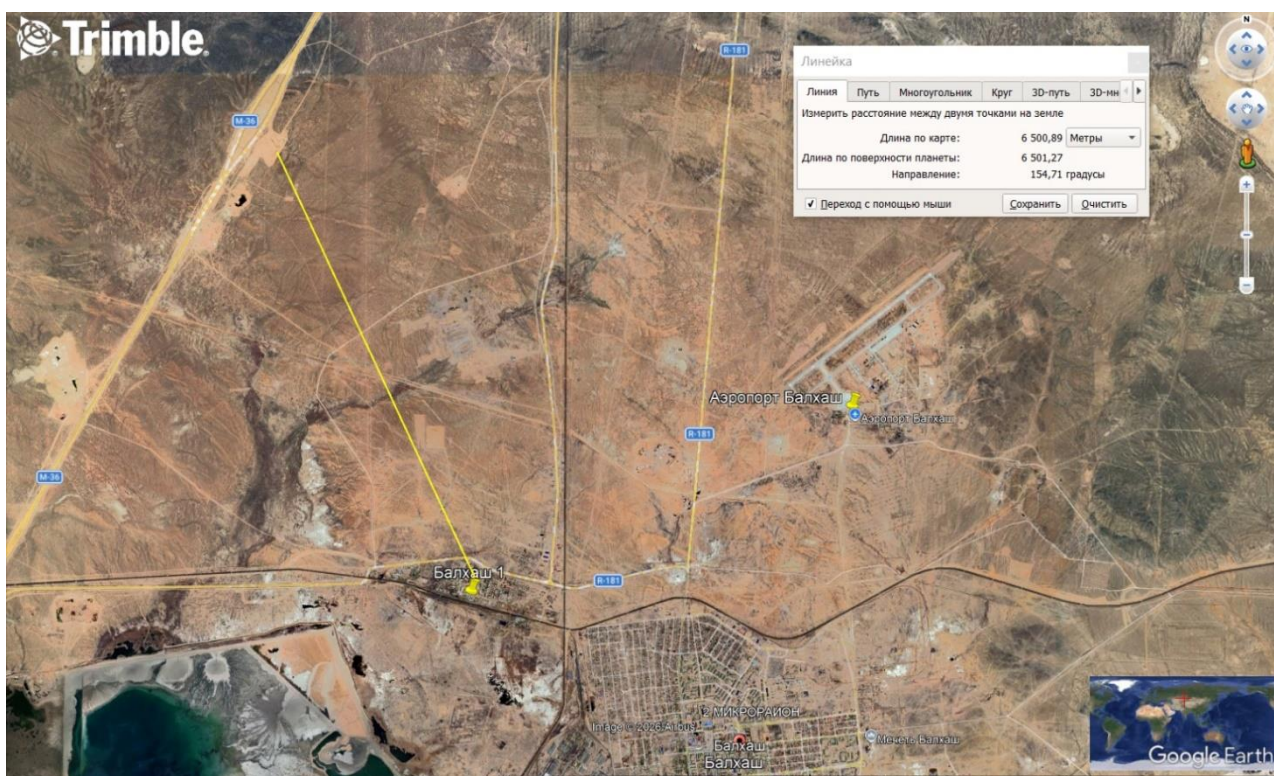 Trimble
M-36
R-181
N
Линейка
Линия Путь Многоугольник Круг 3D-путь 3D-мн
Измерить расстояние между двумя точками на земле
Длина по карте: 6 500,89 Метры
Длина по поверхности планеты: 6 501,27
Направление: 154,71 градусы
Переход с помощью мыши Сохранить Очистить
Аэропорт Балхаш
Аэропорт Балхаш
R-181
M-36
Балхаш 1
R-181
2 МИКРОРАЙОН
Image © 2026 Airbus
Мечеть Балхаш
Балхаш
Балхаш
Google Earth